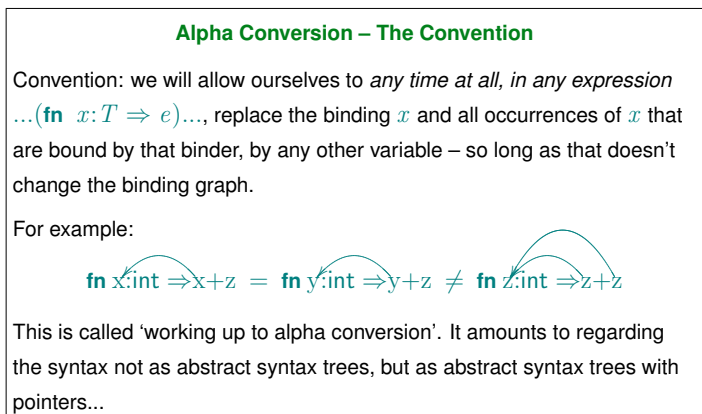 Alpha Conversion – The Convention
Convention: we will allow ourselves to any time at all, in any expression
...(fn x:T ⇒ e)..., replace the binding x and all occurrences of x that
are bound by that binder, by any other variable – so long as that doesn't
change the binding graph.
For example:
fn x:int ⇒x+z = fn y:int ⇒y+z ≠ fn z:int ⇒z+z
This is called ‘working up to alpha conversion’. It amounts to regarding
the syntax not as abstract syntax trees, but as abstract syntax trees with
pointers...